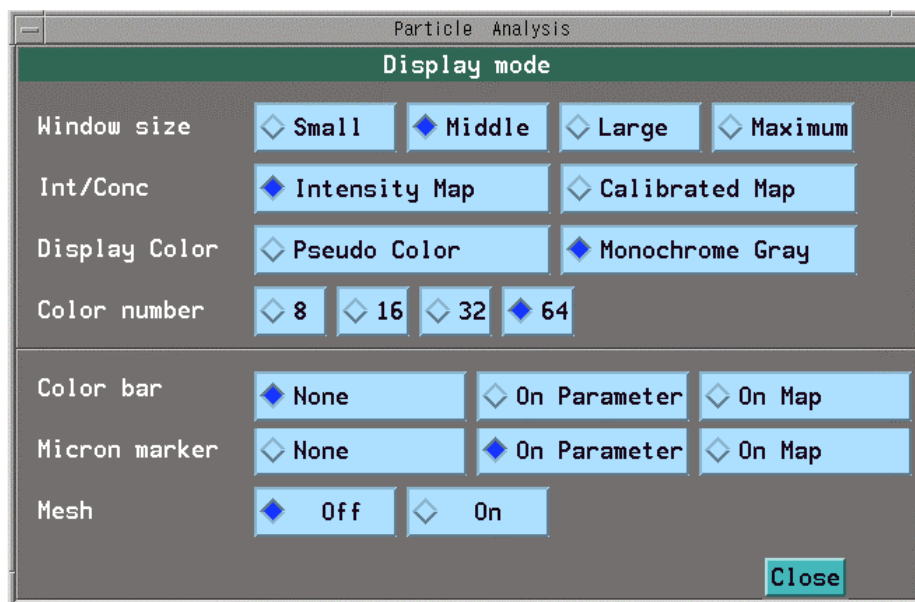 Particle Analysis
Display mode
Window size Small Middle Large Maximum
Int/Conc Intensity Map Calibrated Map
Display Color Pseudo Color Monochrome Gray
Color number 8 16 32 64
Color bar None On Parameter On Map
Micron marker None On Parameter On Map
Mesh Off On
Close